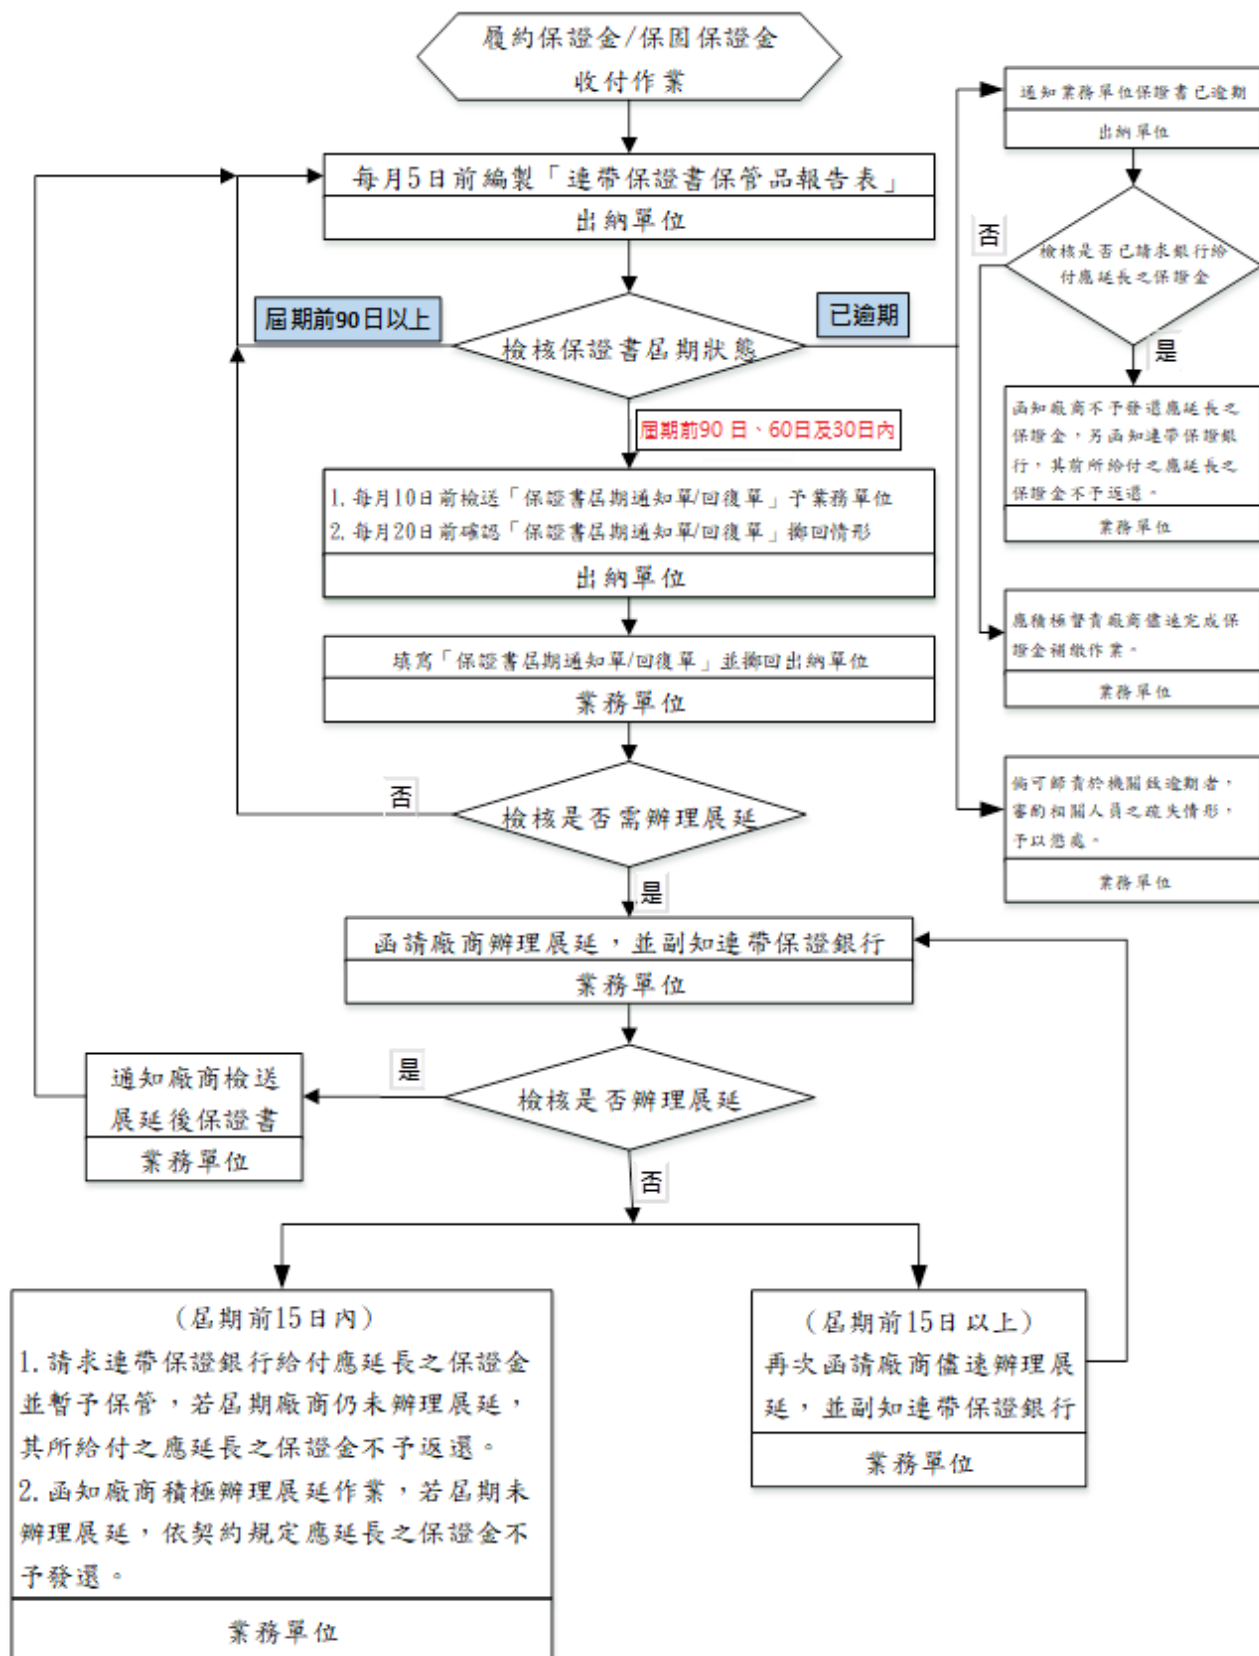 履約保證金/保固保證金
收付作業
每月5日前編製「連帶保證書保管品報告表」
出納單位
屆期前90日以上
已逾期
檢核保證書屆期狀態
屆期前90 日、60日及30日內
1.每月10日前檢送「保證書屆期通知單/回復單」予業務單位
2.每月20日前確認「保證書屆期通知單/回復單」擲回情形
出納單位
填寫「保證書屆期通知單/回復單」並擲回出納單位
業務單位
否
檢核是否需辦理展延
是
函請廠商辦理展延，並副知連帶保證銀行
業務單位
是
檢核是否辦理展延
否
通知廠商檢送
展延後保證書
業務單位
(屆期前15日內)
1.請求連帶保證銀行給付應延長之保證金
並暫予保管，若屆期廠商仍未辦理展延，
其所給付之應延長之保證金不予返還。
2.函知廠商積極辦理展延作業，若屆期未
辦理展延，依契約規定應延長之保證金不
予發還。
業務單位
(屆期前15日以上)
再次函請廠商儘速辦理展
延，並副知連帶保證銀行
業務單位
通知業務單位保證書已逾期
出納單位
否
檢核是否已請求銀行給
付應延長之保證金
是
函知廠商不予發還應延長之
保證金，另函知連帶保證銀
行，其前所給付之應延長之
保證金不予返還。
業務單位
應積極督責廠商儘速完成保
證金補繳作業。
業務單位
倘可歸責於機關致逾期者，
審酌相關人員之疏失情形，
予以懲處。
業務單位